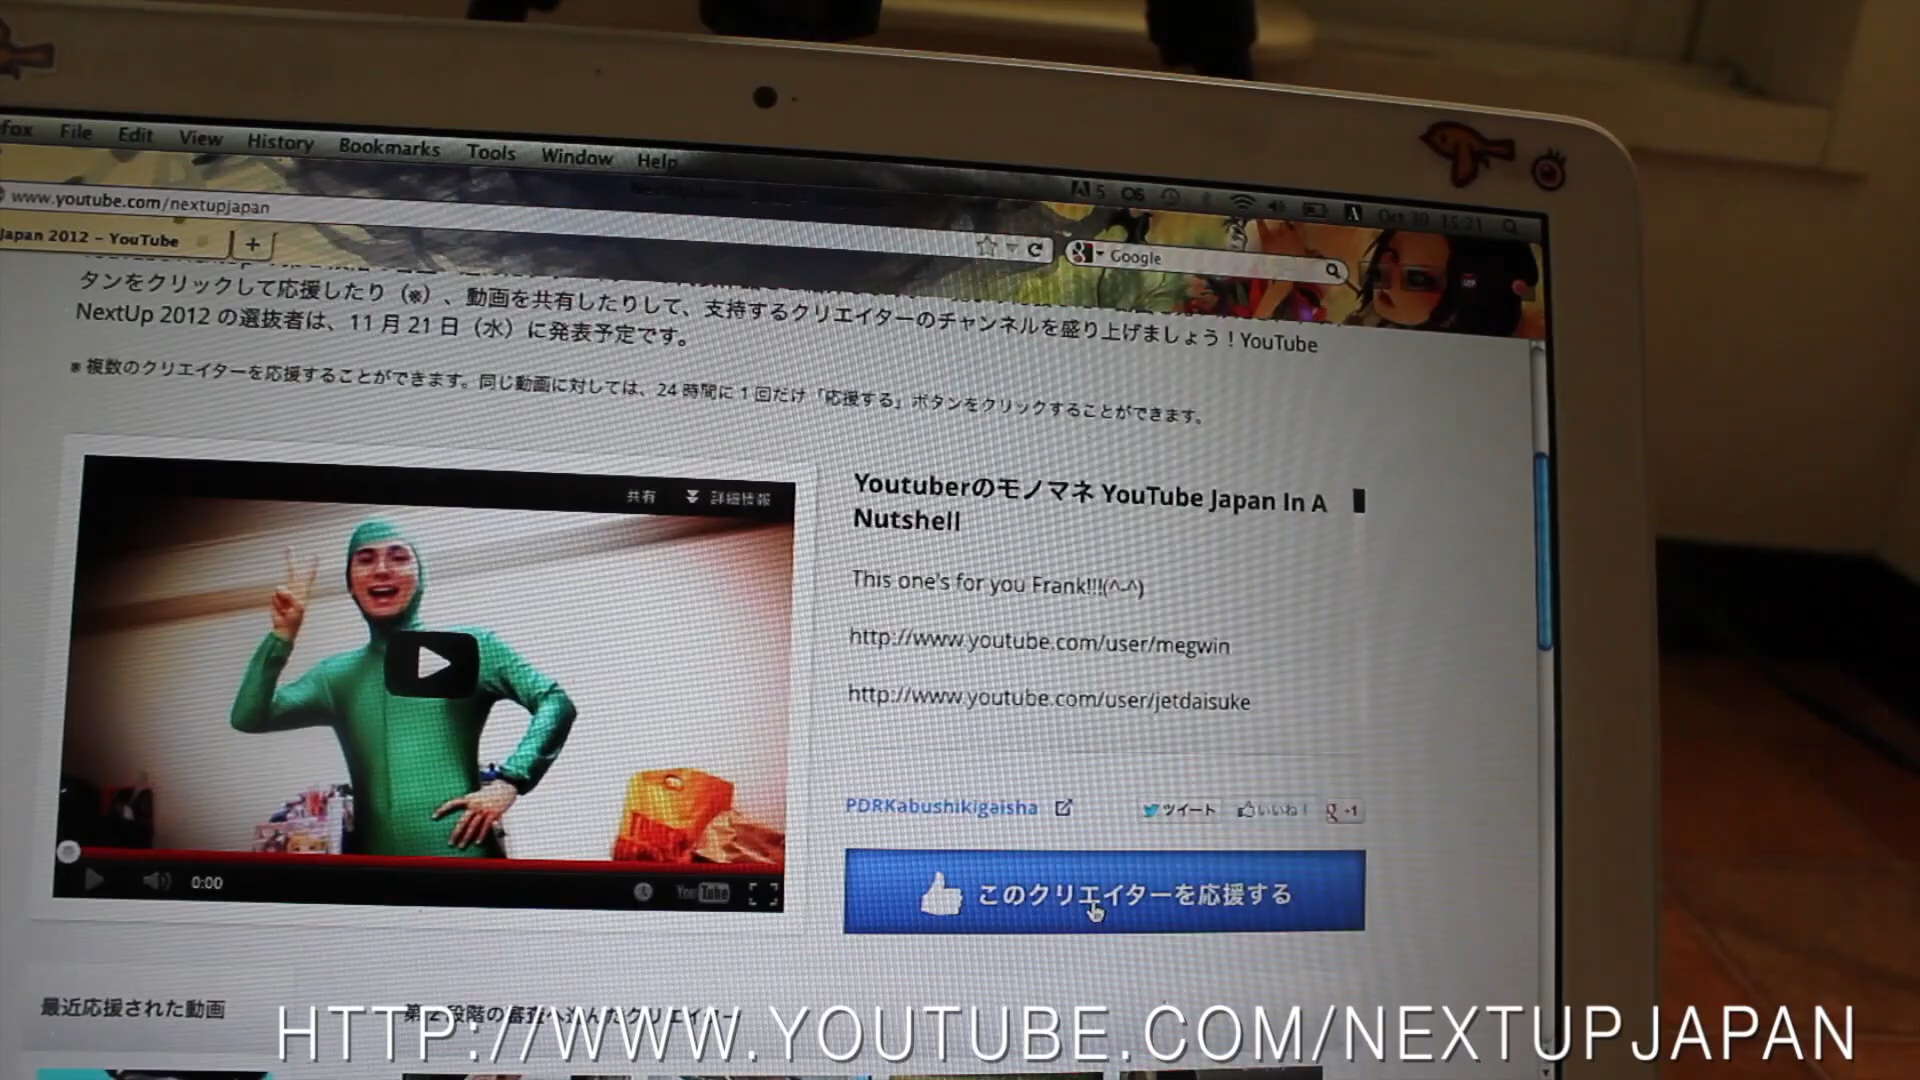 fox File Edit View History Bookmarks Tools Window Help
5
Oct 30 15:21
www.youtube.com/nextupjapan
Google
Japan 2012 - YouTube
+
タンをクリックして応援したり（※）、動画を共有したりして、支持するクリエイターのチャンネルを盛り上げましょう！YouTube
NextUp 2012 の選抜者は、11 月 21 日（水）に発表予定です。
※ 複数のクリエイターを応援することができます。同じ動画に対しては、24 時間に 1 回だけ「応援する」ボタンをクリックすることができます。
共有 詳細情報
YouTubeのモノマネ YouTube Japan In A
Nutshell
This one's for you Frank!!!(^-^)
http://www.youtube.com/user/megwin
http://www.youtube.com/user/jetdaisuke
PDRKabushikigaisha
ツイート いいね！ +1
0:00
YouTube
このクリエイターを応援する
最近応援された動画
HTTP://WWW.YOUTUBE.COM/NEXTUPJAPAN